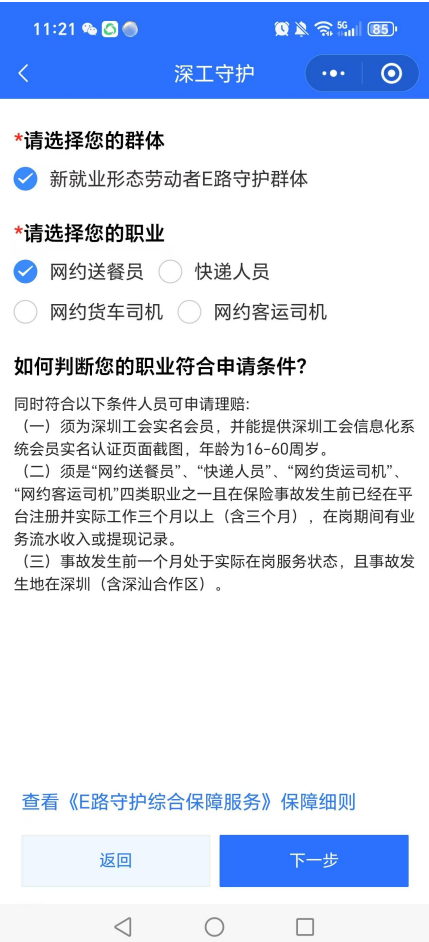 11:21
5G
85
深工守护
*请选择您的群体
新就业形态劳动者E路守护群体
*请选择您的职业
网约送餐员 快递人员
网约货车司机 网约客运司机
如何判断您的职业符合申请条件？
同时符合以下条件人员可申请理赔：
（一）须为深圳工会实名会员，并能提供深圳工会信息化系
统会员实名认证页面截图，年龄为16-60周岁。
（二）须是“网约送餐员”、“快递人员”、“网约货运司机”、
“网约客运司机”四类职业之一且在保险事故发生前已经在平
台注册并实际工作三个月以上（含三个月），在岗期间有业
务流水收入或提现记录。
（三）事故发生前一个月处于实际在岗服务状态，且事故发
生地在深圳（含深汕合作区）。
查看《E路守护综合保障服务》保障细则
返回 下一步